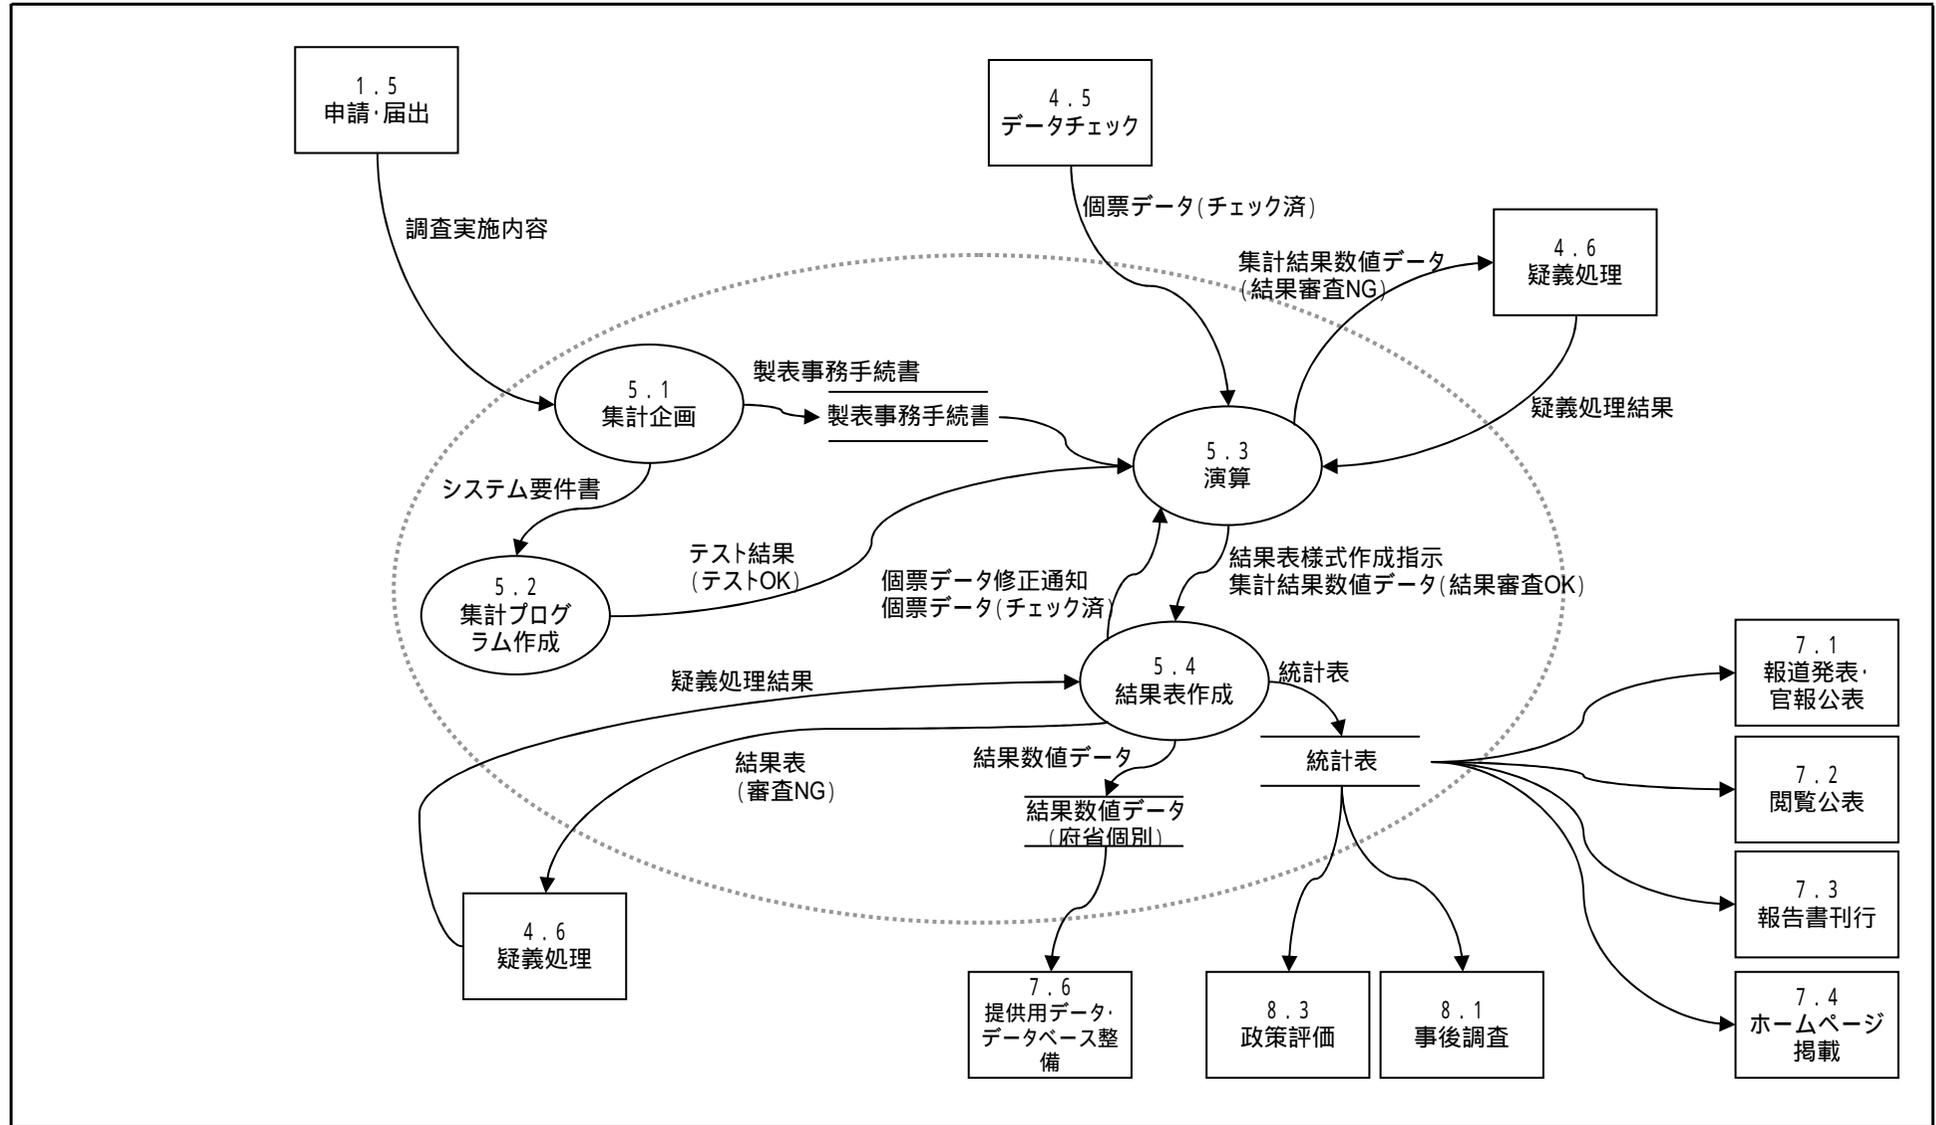 1.5
申請・届出
4.5
データチェック
個票データ(チェック済)
調査実施内容
4.6
疑義処理
集計結果数値データ
(結果審査NG)
5.1
集計企画
製表事務手続書
製表事務手続書
疑義処理結果
5.3
演算
システム要件書
テスト結果
(テストOK)
5.2
集計プログ
ラム作成
個票データ修正通知
個票データ(チェック済)
結果表様式作成指示
集計結果数値データ(結果審査OK)
疑義処理結果
5.4
結果表作成
統計表
結果表
(審査NG)
結果数値データ
結果数値データ
(府省個別)
統計表
7.1
報道発表・
官報公表
7.2
閲覧公表
7.3
報告書刊行
7.4
ホームページ
掲載
4.6
疑義処理
7.6
提供用データ・
データベース整
備
8.3
政策評価
8.1
事後調査